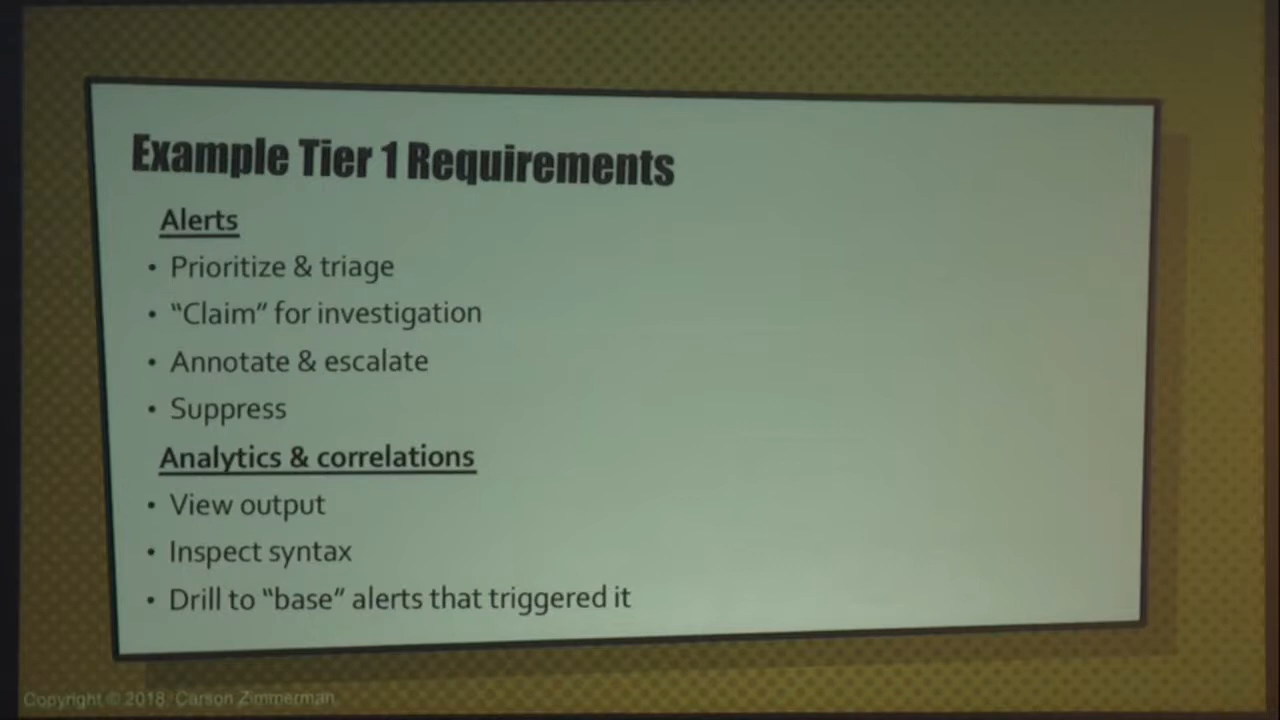 Example Tier 1 Requirements
Alerts
• Prioritize & triage
• “Claim” for investigation
• Annotate & escalate
• Suppress
Analytics & correlations
• View output
• Inspect syntax
• Drill to “base” alerts that triggered it
Copyright © 2018, Carson Zimmerman